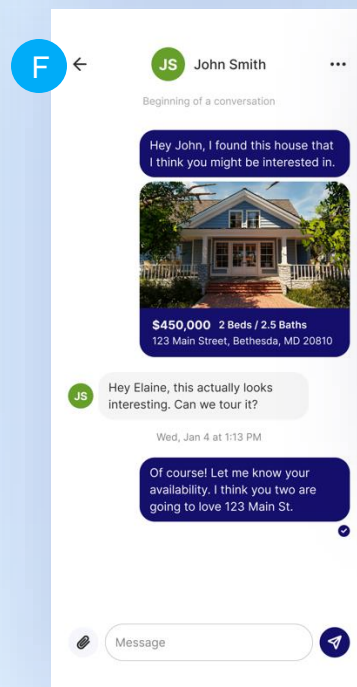 F
JS John Smith
Beginning of a conversation
Hey John, I found this house that
I think you might be interested in.
$450,000 2 Beds / 2.5 Baths
123 Main Street, Bethesda, MD 20810
JS
Hey Elaine, this actually looks
interesting. Can we tour it?
Wed, Jan 4 at 1:13 PM
Of course! Let me know your
availability. I think you two are
going to love 123 Main St.
Message